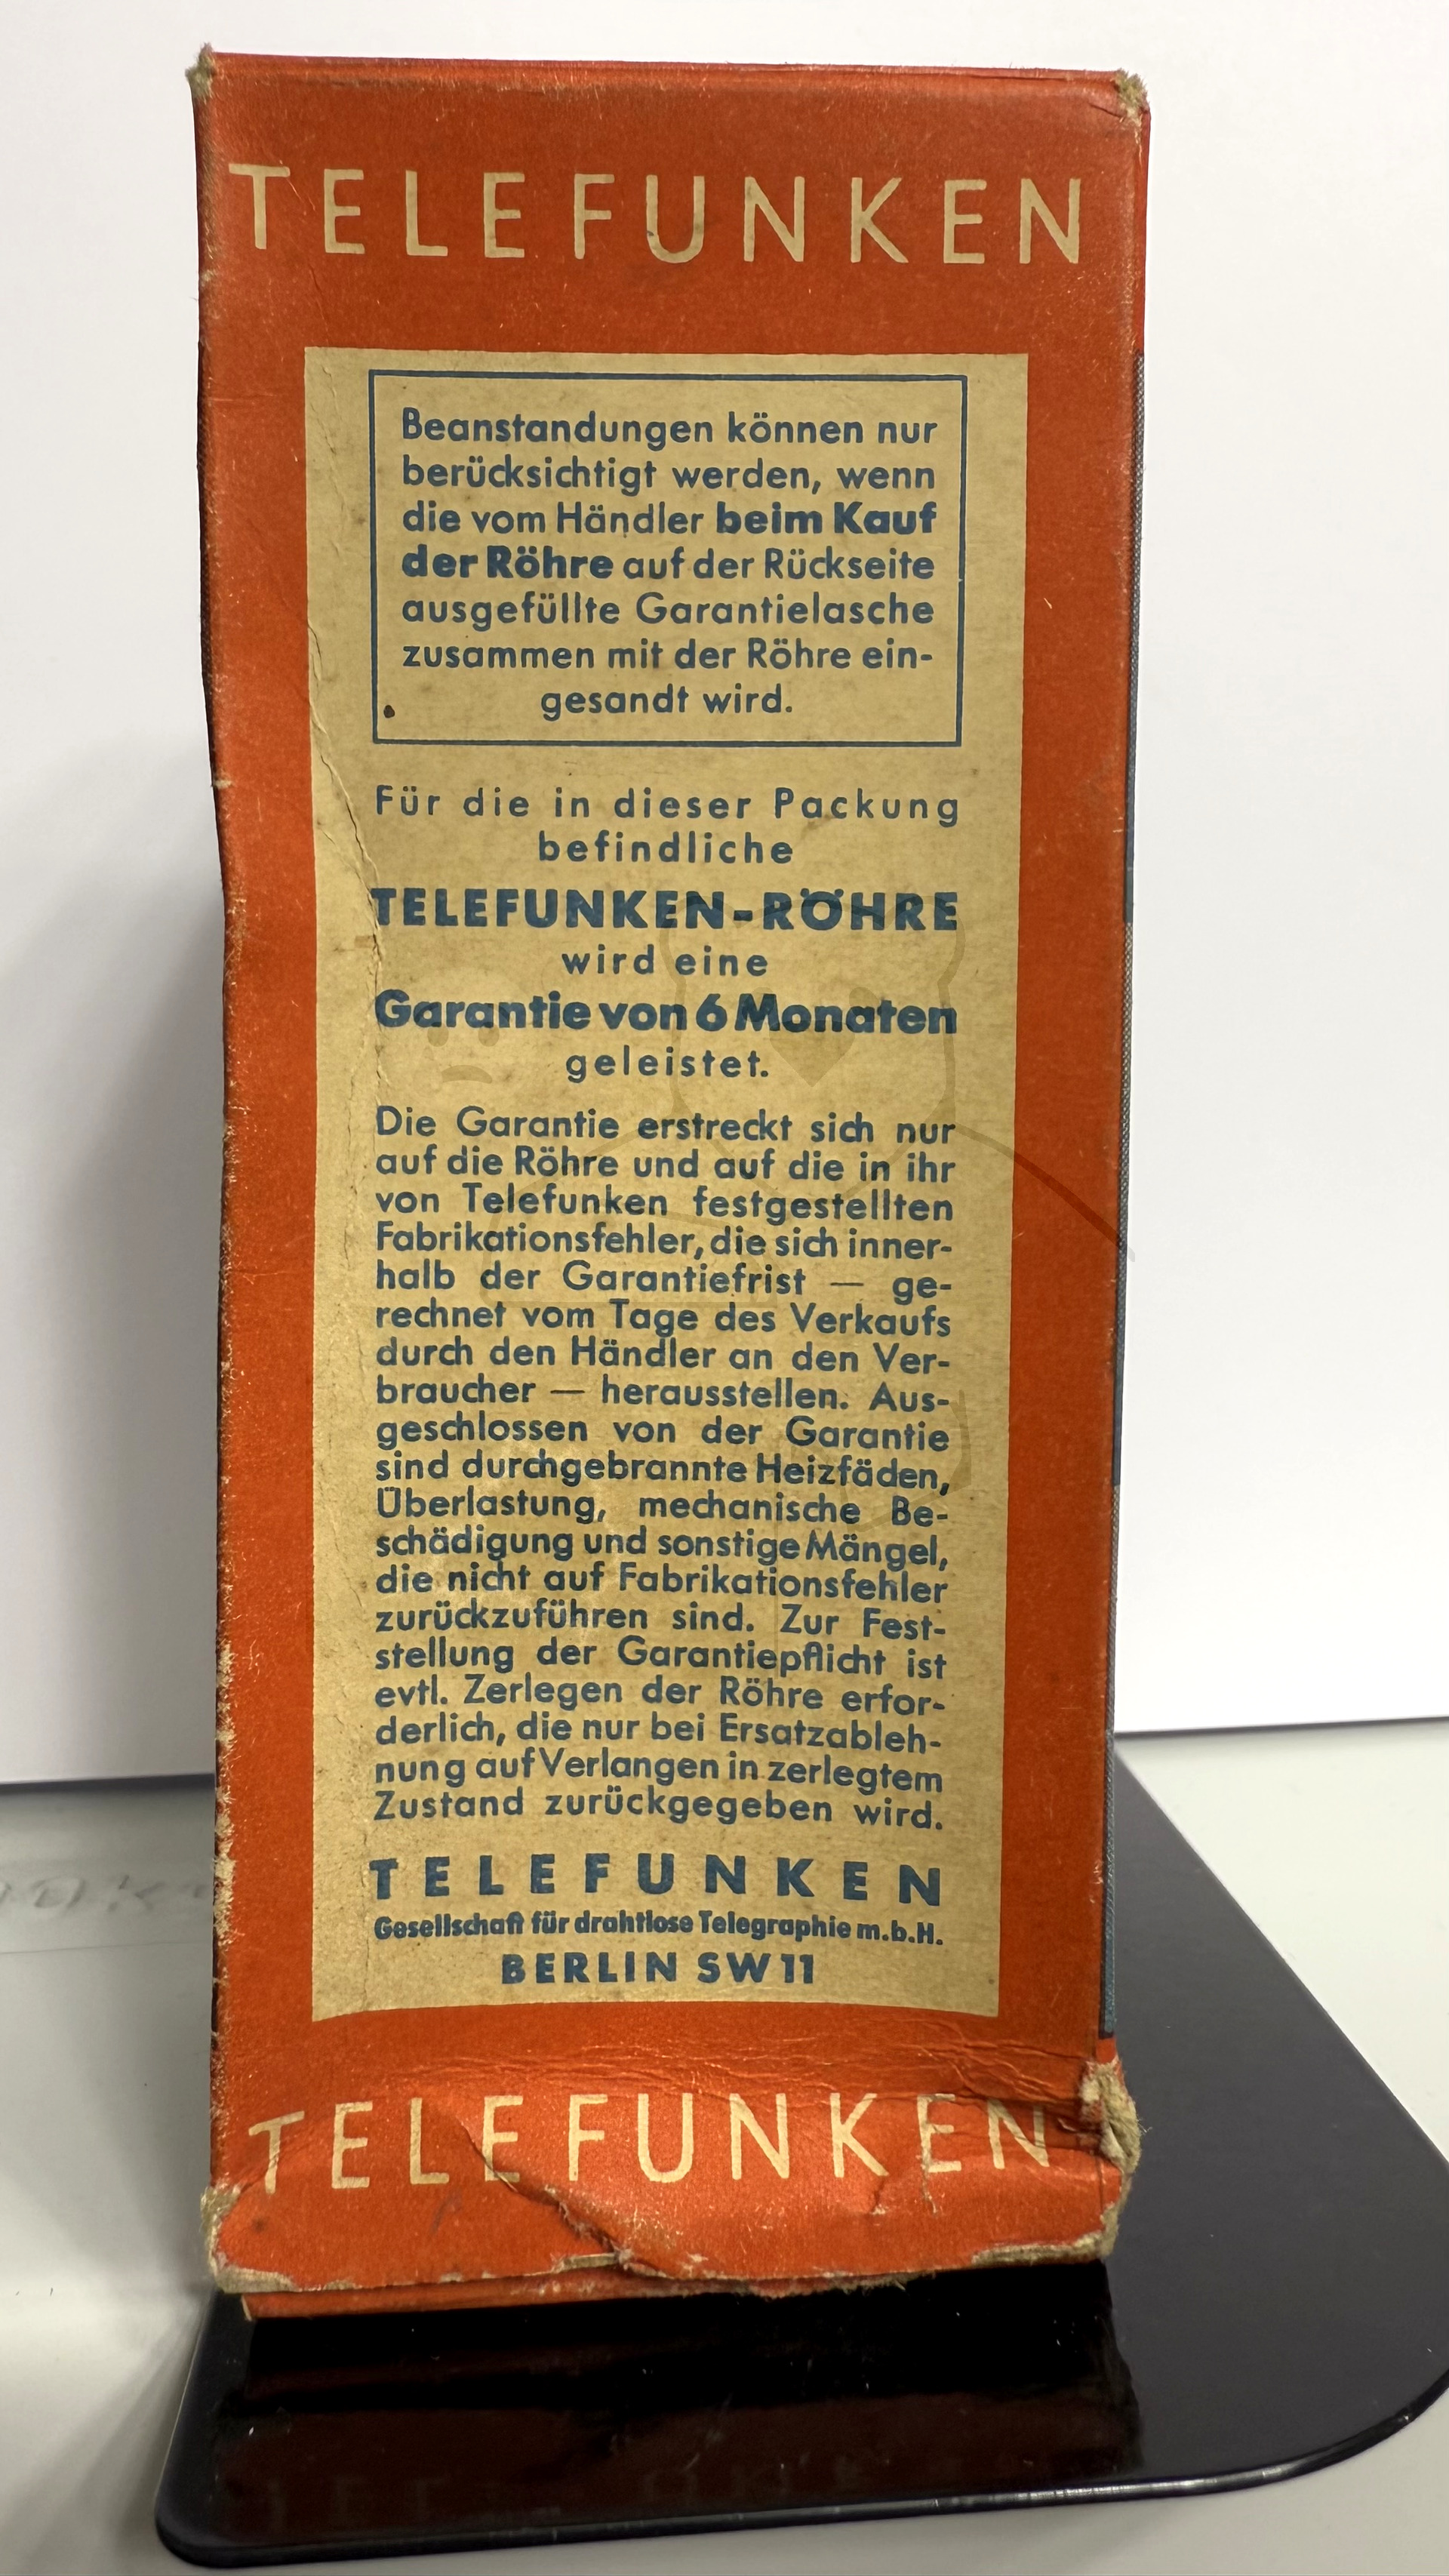 TELEFUNKEN
Beanstandungen können nur
berücksichtigt werden, wenn
die vom Händler beim Kauf
der Röhre auf der Rückseite
ausgefüllte Garantielasche
zusammen mit der Röhre ein-
gesandt wird.
Für die in dieser Packung
befindliche
TELEFUNKEN-RÖHRE
wird eine
Garantie von 6 Monaten
geleistet.
Die Garantie erstreckt sich nur
auf die Röhre und auf die in ihr
von Telefunken festgestellten
Fabrikationsfehler, die sich inner-
halb der Garantiefrist — ge-
rechnet vom Tage des Verkaufs
durch den Händler an den Ver-
braucher — herausstellen. Aus-
geschlossen von der Garantie
sind durchgebrannte Heizfäden,
Überlastung, mechanische Be-
schädigung und sonstige Mängel,
die nicht auf Fabrikationsfehler
zurückzuführen sind. Zur Fest-
stellung der Garantiepflicht ist
evtl. Zerlegen der Röhre erfor-
derlich, die nur bei Ersatzableh-
nung auf Verlangen in zerlegtem
Zustand zurückgegeben wird.
TELEFUNKEN
Gesellschaft für drahtlose Telegraphie m.b.H.
BERLIN SW 11
TELEFUNKEN